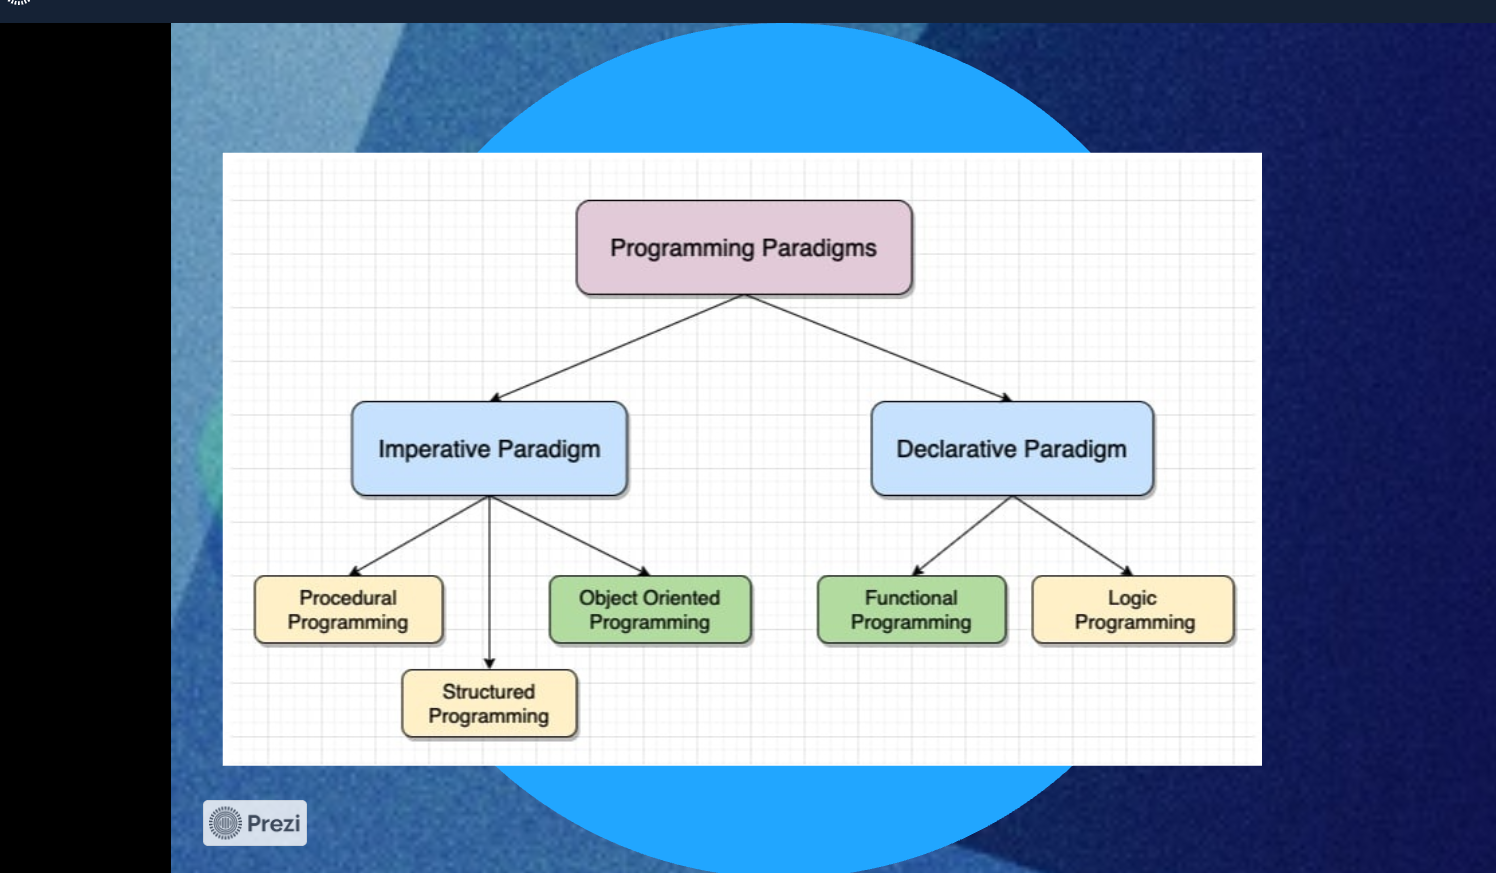 Programming Paradigms
Imperative Paradigm
Declarative Paradigm
Procedural
Programming
Object Oriented
Programming
Functional
Programming
Logic
Programming
Structured
Programming
Prezi